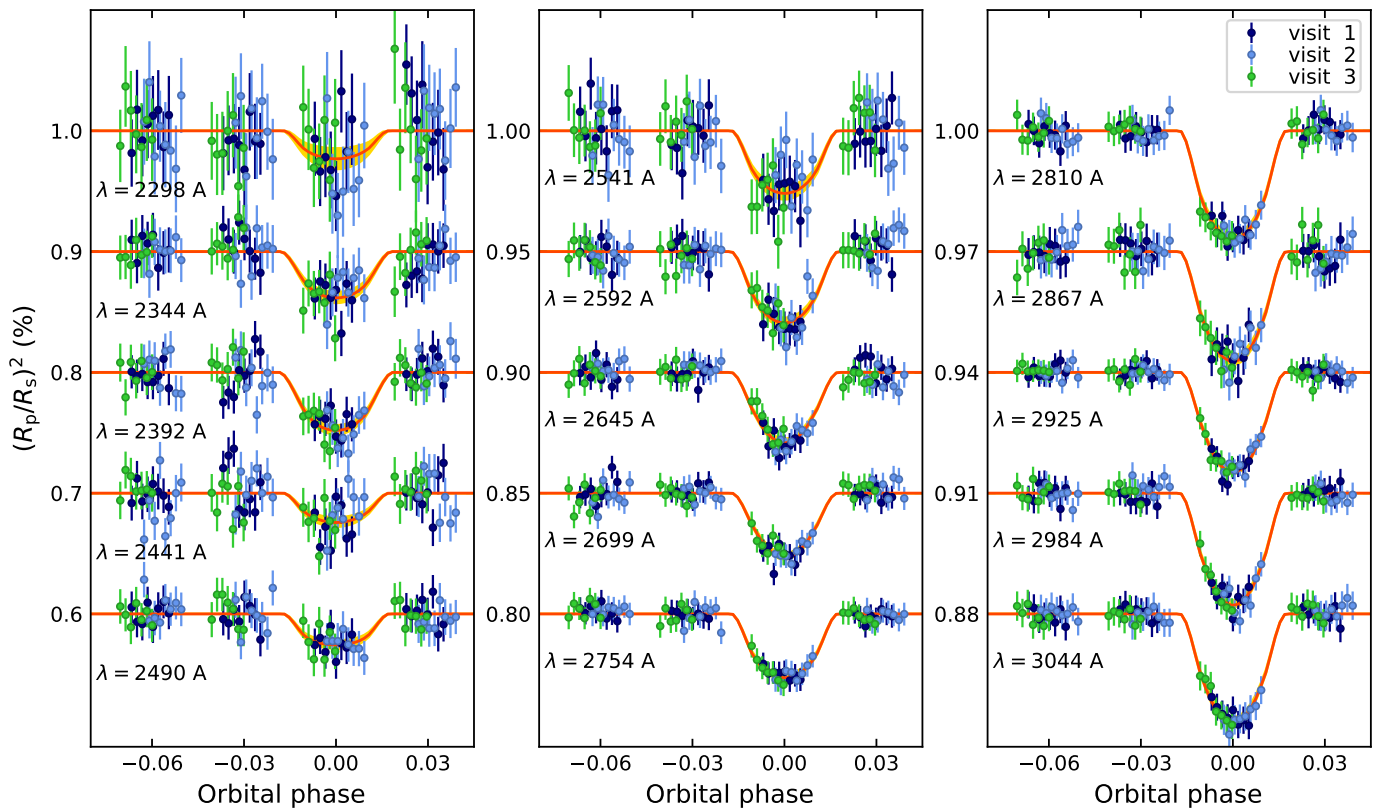 (Rp/Rs)² (%)
1.0
0.9
0.8
0.7
0.6
λ = 2298 A
λ = 2344 A
λ = 2392 A
λ = 2441 A
λ = 2490 A
−0.06 −0.03 0.00 0.03
Orbital phase
1.00
0.95
0.90
0.85
0.80
λ = 2541 A
λ = 2592 A
λ = 2645 A
λ = 2699 A
λ = 2754 A
−0.06 −0.03 0.00 0.03
Orbital phase
visit 1
visit 2
visit 3
1.00
0.97
0.94
0.91
0.88
λ = 2810 A
λ = 2867 A
λ = 2925 A
λ = 2984 A
λ = 3044 A
−0.06 −0.03 0.00 0.03
Orbital phase